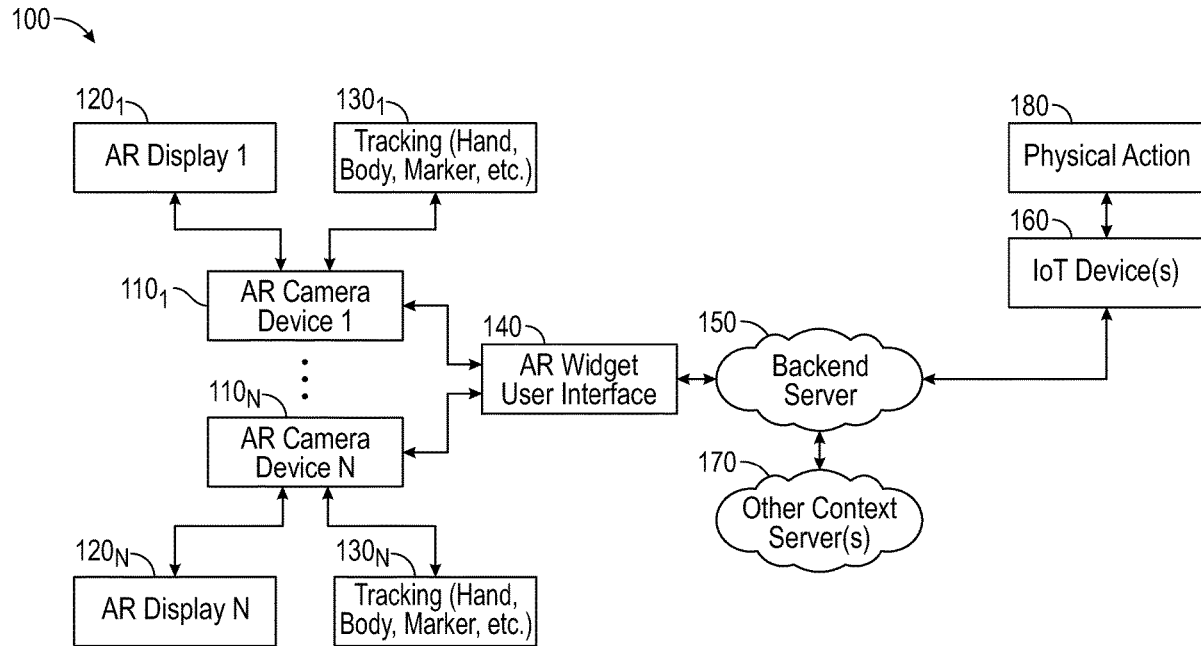 100
120₁
AR Display 1
130₁
Tracking (Hand,
Body, Marker, etc.)
180
Physical Action
160
IoT Device(s)
110₁
AR Camera
Device 1
140
AR Widget
User Interface
150
Backend
Server
110N
AR Camera
Device N
170
Other Context
Server(s)
120N
AR Display N
130N
Tracking (Hand,
Body, Marker, etc.)